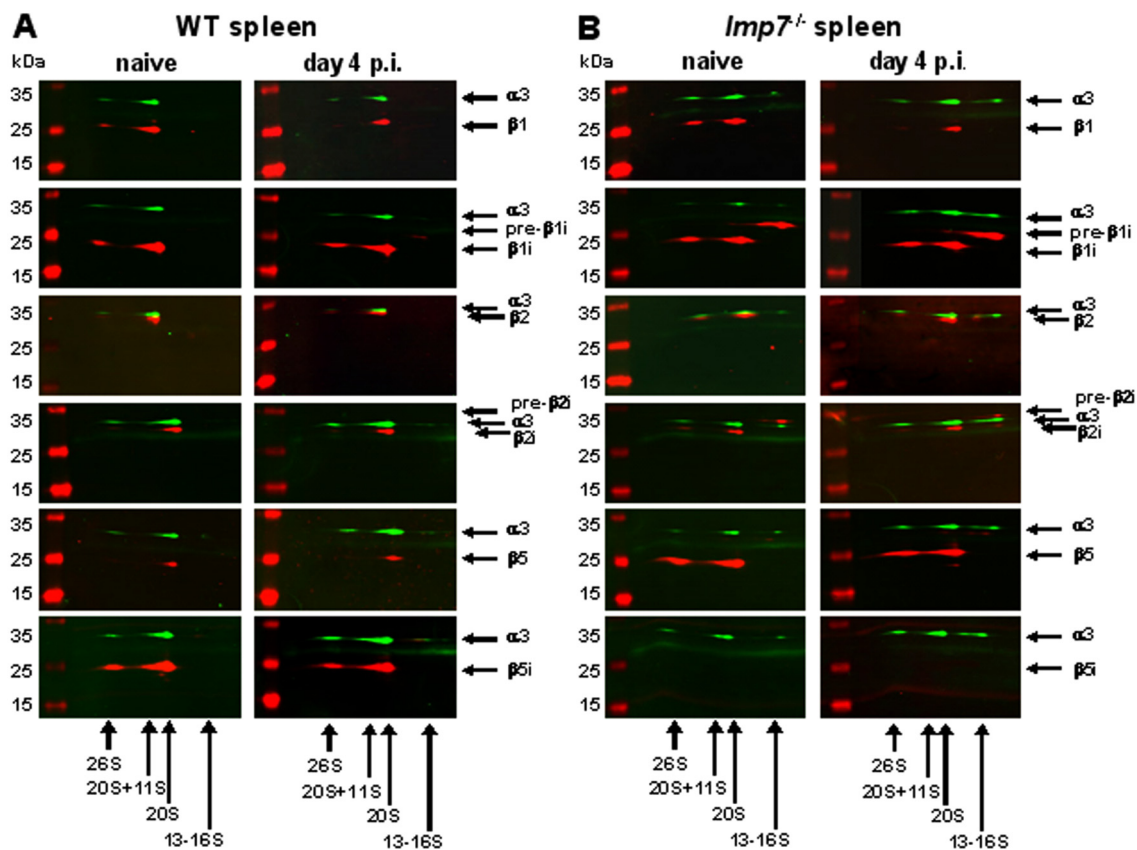 A WT spleen
B lmp7-/- spleen
kDa naive day 4 p.i.
kDa naive day 4 p.i.
35 α3 35 α3
25 β1 25 β1
15 15
35 α3 35 α3
pre-β1i pre-β1i
25 β1i 25 β1i
15 15
35 α3 35 α3
β2 β2
25 25
15 15
pre-β2i pre-β2i
35 α3 35 α3
β2i β2i
25 25
15 15
35 α3 35 α3
25 β5 25 β5
15 15
35 α3 35 α3
25 β5i 25 β5i
15 15
26S 26S 26S 26S
20S+11S 20S+11S 20S+11S 20S+11S
20S 20S 20S 20S
13-16S 13-16S 13-16S 13-16S